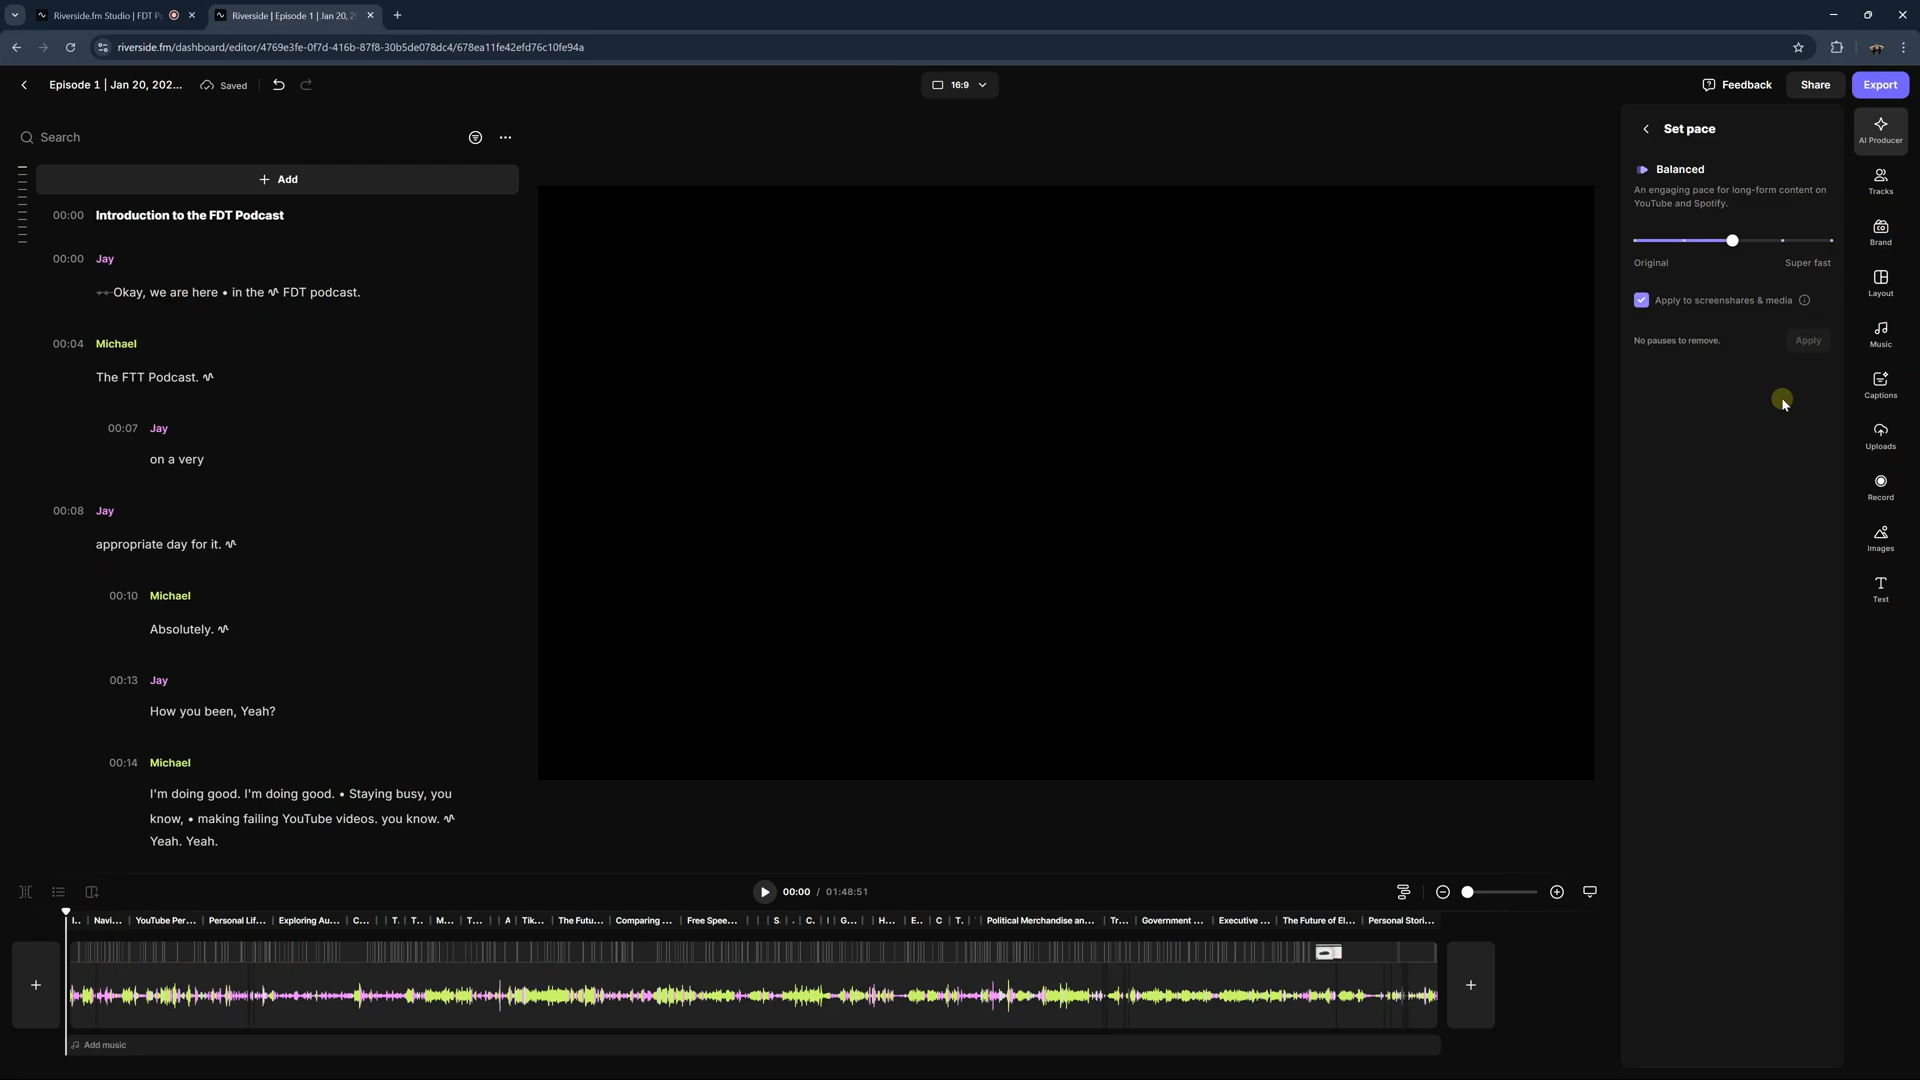 Riverside.fm Studio | FDT P
Riverside | Episode 1 | Jan 20, 2
riverside.fm/dashboard/editor/4769e3fe-0f7d-416b-87f8-30b5de078dc4/678ea11fe42efd76c10fe94a
Episode 1 | Jan 20, 202...
Saved
16:9
Feedback
Share
Export
Search
+ Add
00:00 Introduction to the FDT Podcast
00:00 Jay
Okay, we are here • in the FDT podcast.
00:04 Michael
The FTT Podcast.
00:07 Jay
on a very
00:08 Jay
appropriate day for it.
00:10 Michael
Absolutely.
00:13 Jay
How you been, Yeah?
00:14 Michael
I'm doing good. I'm doing good. • Staying busy, you
know, • making failing YouTube videos. you know.
Yeah. Yeah.
Set pace
Balanced
An engaging pace for long-form content on
YouTube and Spotify.
Original
Super fast
Apply to screenshares & media
No pauses to remove.
Apply
AI Producer
Tracks
Brand
Layout
Music
Captions
Uploads
Record
Images
Text
00:00 / 01:48:51
I.. | Navi... | YouTube Per... | Personal Lif... | Exploring Au... | C... | T. | T... | M... | T... | A | Tik... | The Futu... | Comparing ... | Free Spee... | S. | . | C. | I | G... | H... | E.. | C | T. | Political Merchandise an... | Tr... | Government ... | Executive ... | The Future of El... | Personal Stori...
Add music